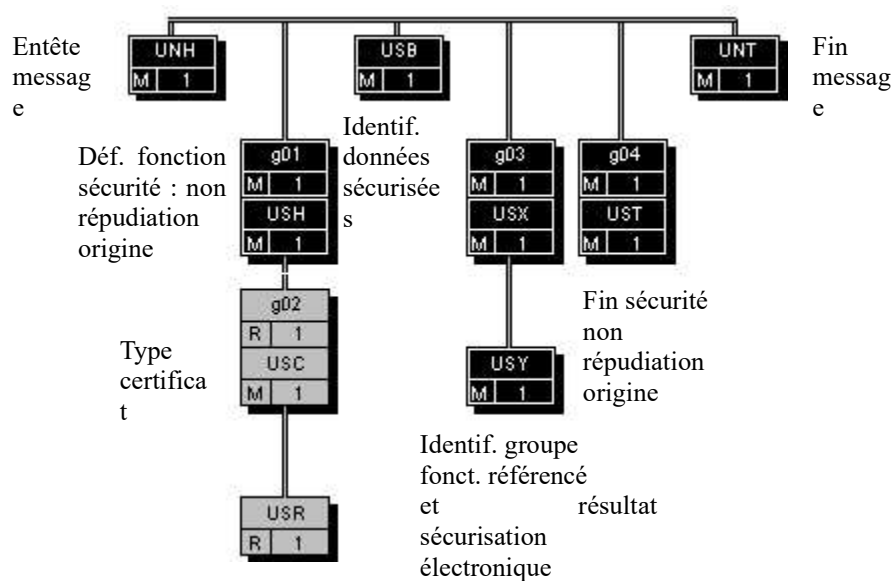 Entête
messag
e
UNH
M 1
USB
M 1
UNT
M 1
Fin
messag
e
Déf. fonction
sécurité : non
répudiation
origine
g01
M 1
USH
M 1
Identif.
données
sécurisée
s
g03
M 1
USX
M 1
g04
M 1
UST
M 1
Type
certifica
t
g02
R 1
USC
M 1
USY
M 1
Fin sécurité
non
répudiation
origine
Identif. groupe
fonct. référencé
et résultat
sécurisation
électronique
USR
R 1